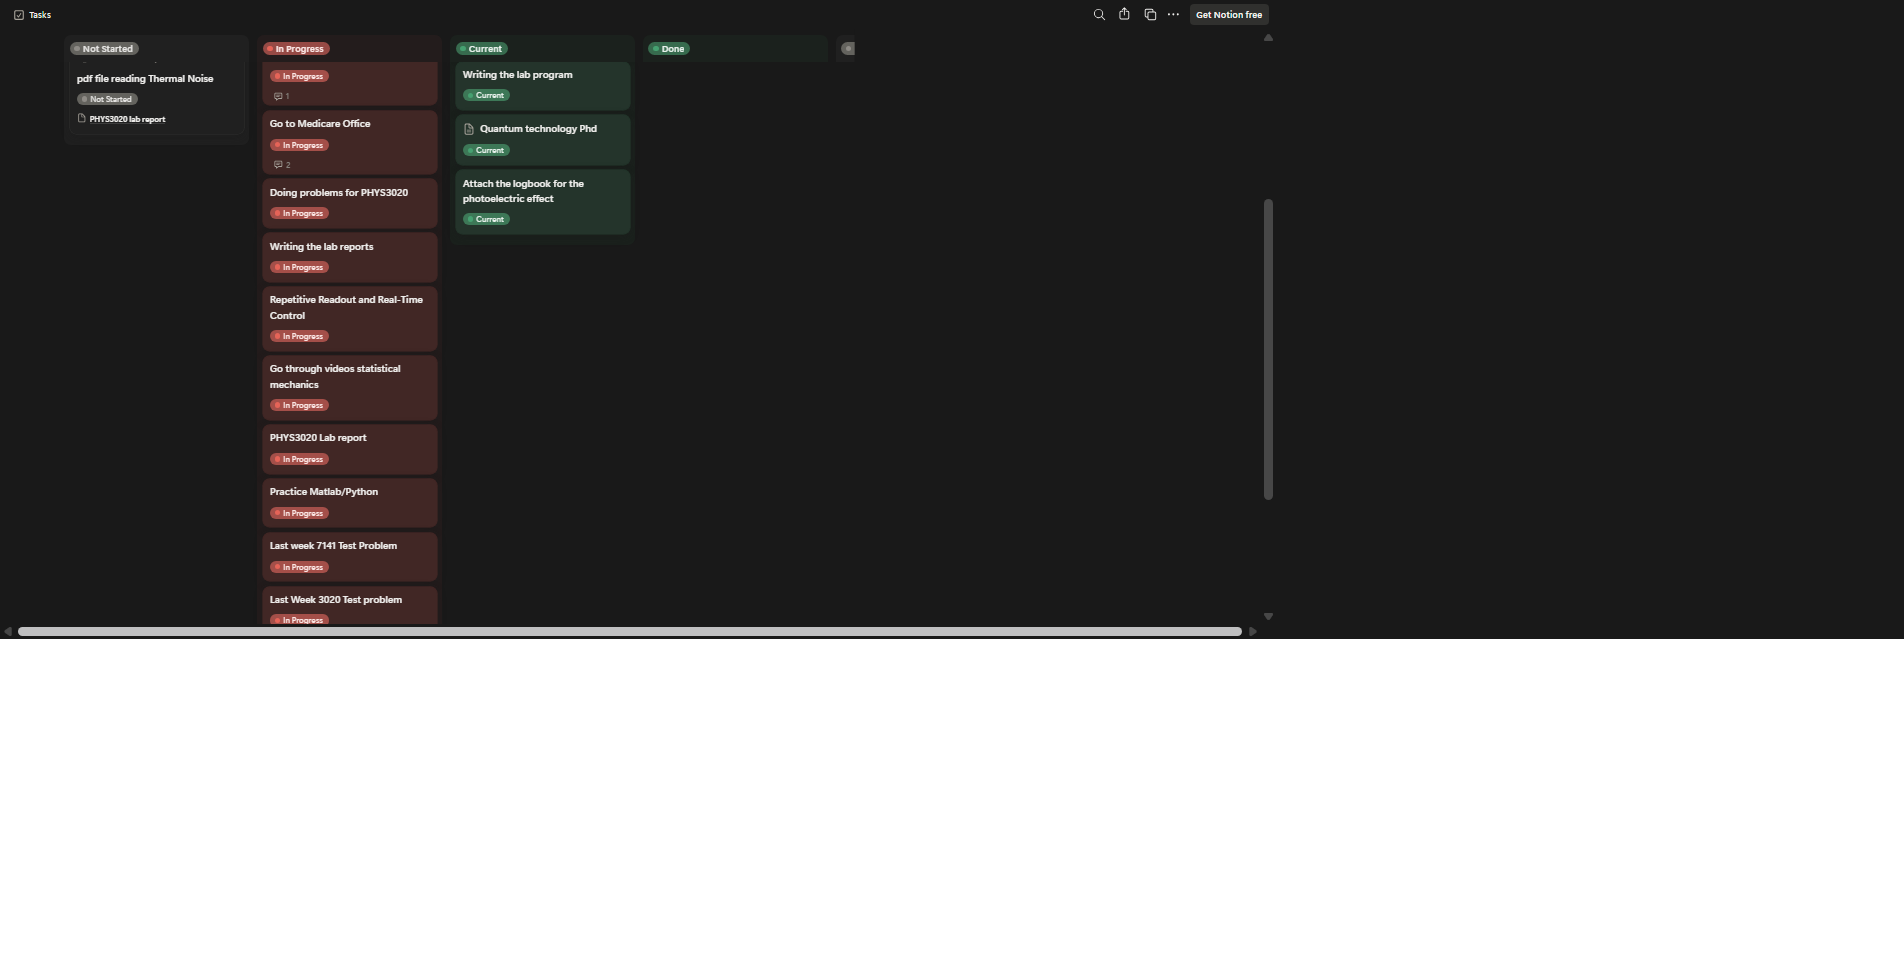 Tasks
Get Notion free
Not Started
pdf file reading Thermal Noise
Not Started
PHYS3020 lab report
In Progress
In Progress
1
Go to Medicare Office
In Progress
2
Doing problems for PHYS3020
In Progress
Writing the lab reports
In Progress
Repetitive Readout and Real-Time
Control
In Progress
Go through videos statistical
mechanics
In Progress
PHYS3020 Lab report
In Progress
Practice Matlab/Python
In Progress
Last week 7141 Test Problem
In Progress
Last Week 3020 Test problem
In Progress
Current
Writing the lab program
Current
Quantum technology Phd
Current
Attach the logbook for the
photoelectric effect
Current
Done